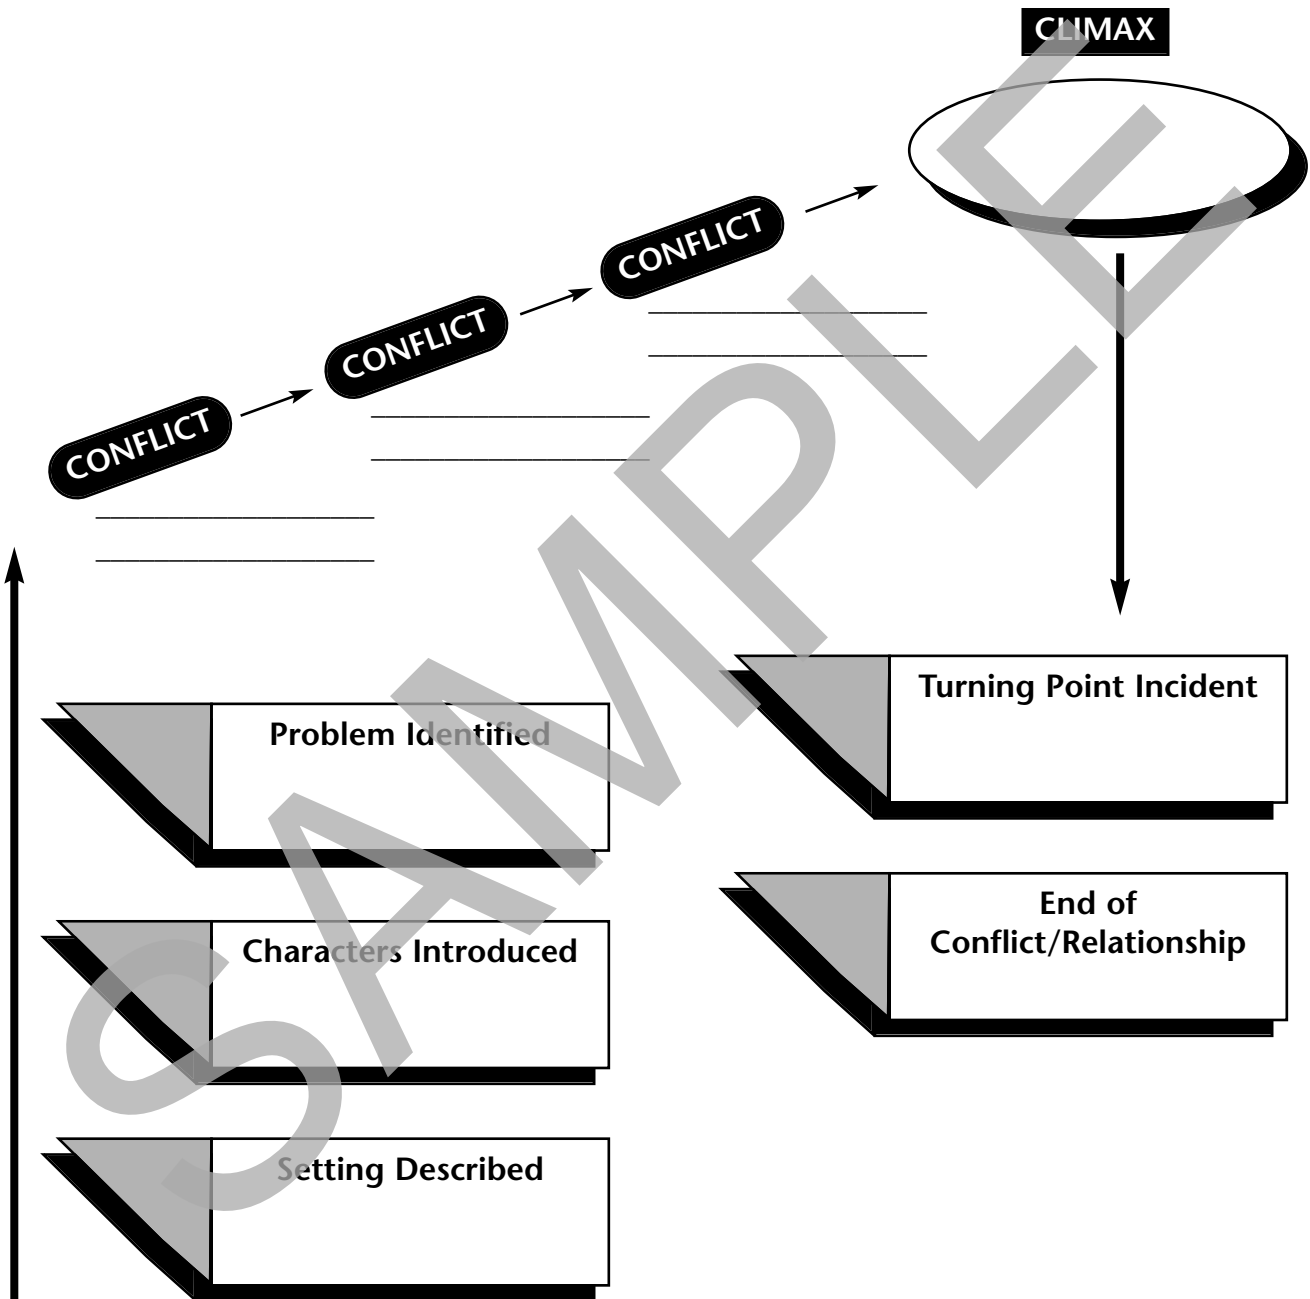 CLIMAX
CONFLICT
CONFLICT
CONFLICT
Turning Point Incident
Problem Identified
End of
Conflict/Relationship
Characters Introduced
Setting Described
SAMPLE